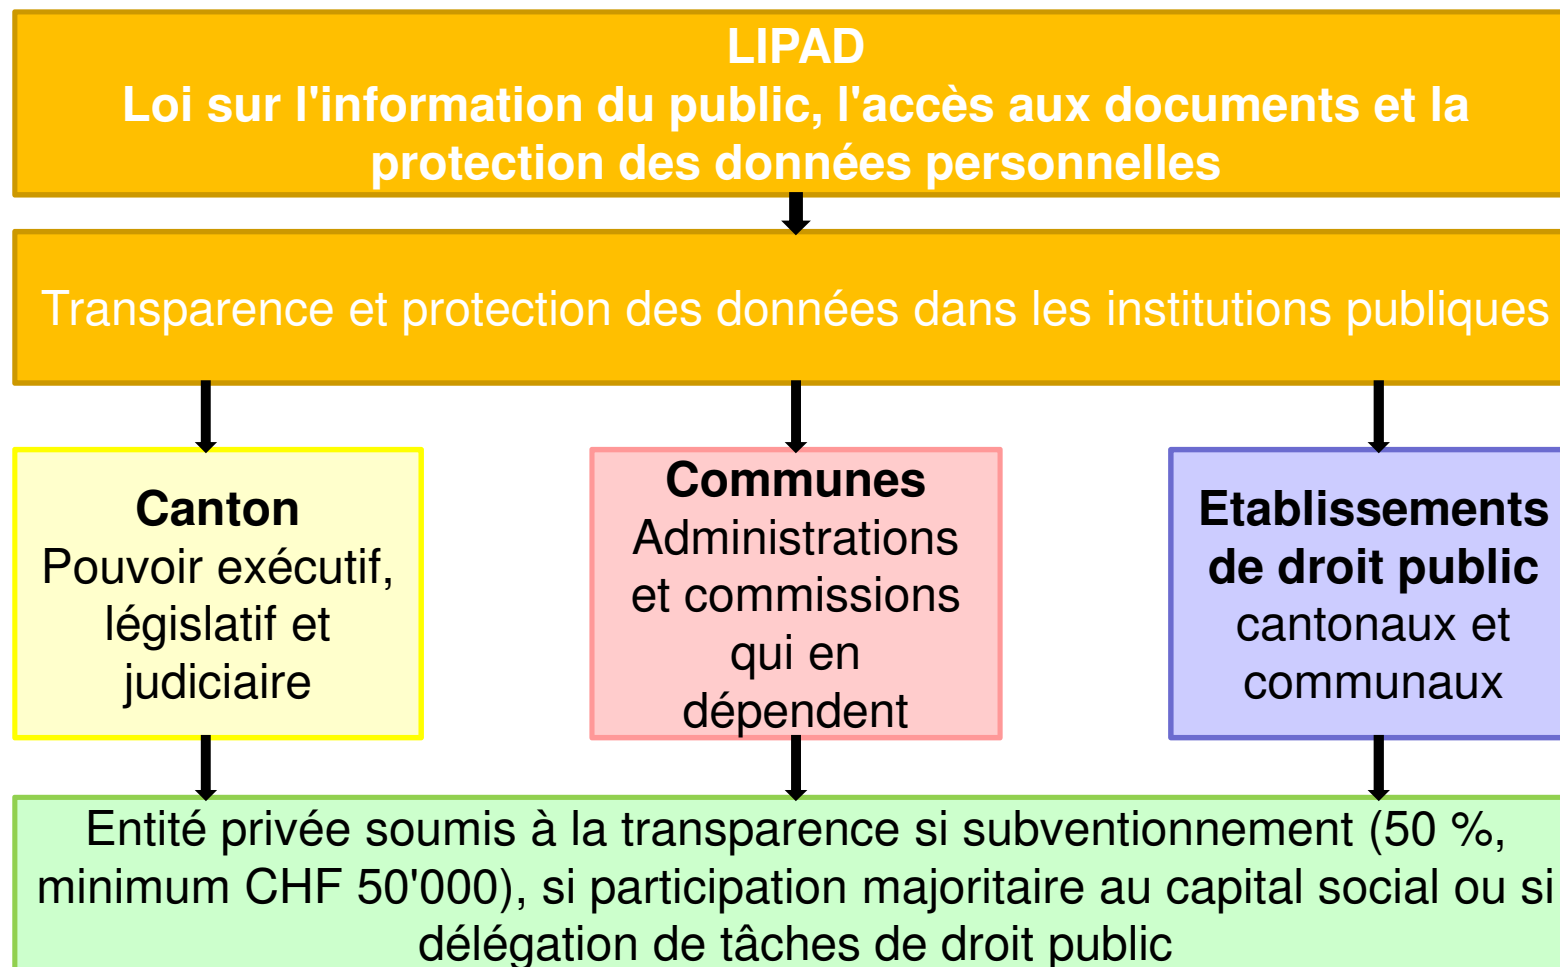 LIPAD
Loi sur l'information du public, l'accès aux documents et la
protection des données personnelles
Transparence et protection des données dans les institutions publiques
Canton
Pouvoir exécutif,
législatif et
judiciaire
Communes
Administrations
et commissions
qui en
dépendent
Etablissements
de droit public
cantonaux et
communaux
Entité privée soumis à la transparence si subventionnement (50 %,
minimum CHF 50'000), si participation majoritaire au capital social ou si
délégation de tâches de droit public